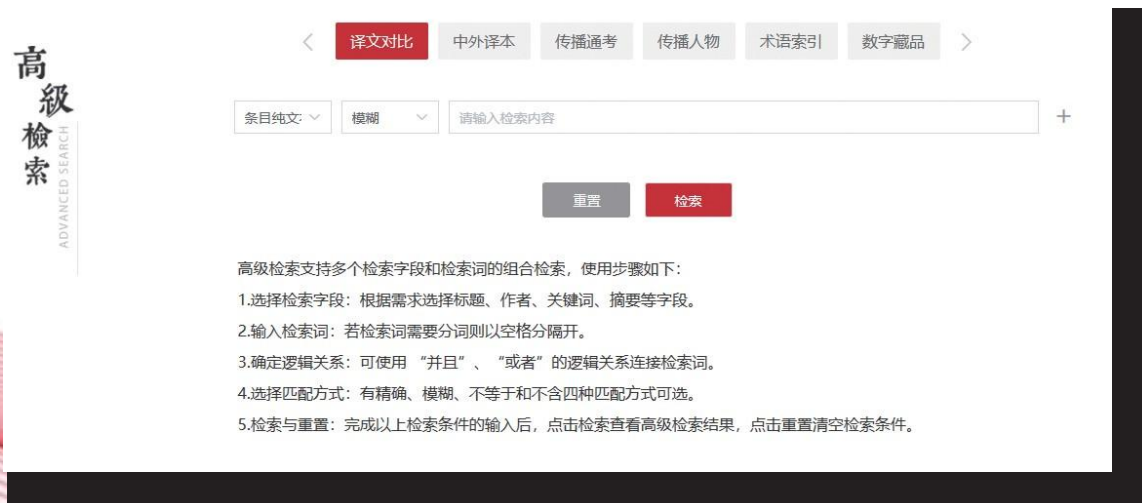 高級檢索
ADVANCED SEARCH
译文对比 中外译本 传播通考 传播人物 术语索引 数字藏品
条目纯文 模糊 请输入检索内容
重置 检索
高级检索支持多个检索字段和检索词的组合检索，使用步骤如下：
1.选择检索字段：根据需求选择标题、作者、关键词、摘要等字段。
2.输入检索词：若检索词需要分词则以空格分隔开。
3.确定逻辑关系：可使用 “并且”、 “或者” 的逻辑关系连接检索词。
4.选择匹配方式：有精确、模糊、不等于和不含四种匹配方式可选。
5.检索与重置：完成以上检索条件的输入后，点击检索查看高级检索结果，点击重置清空检索条件。